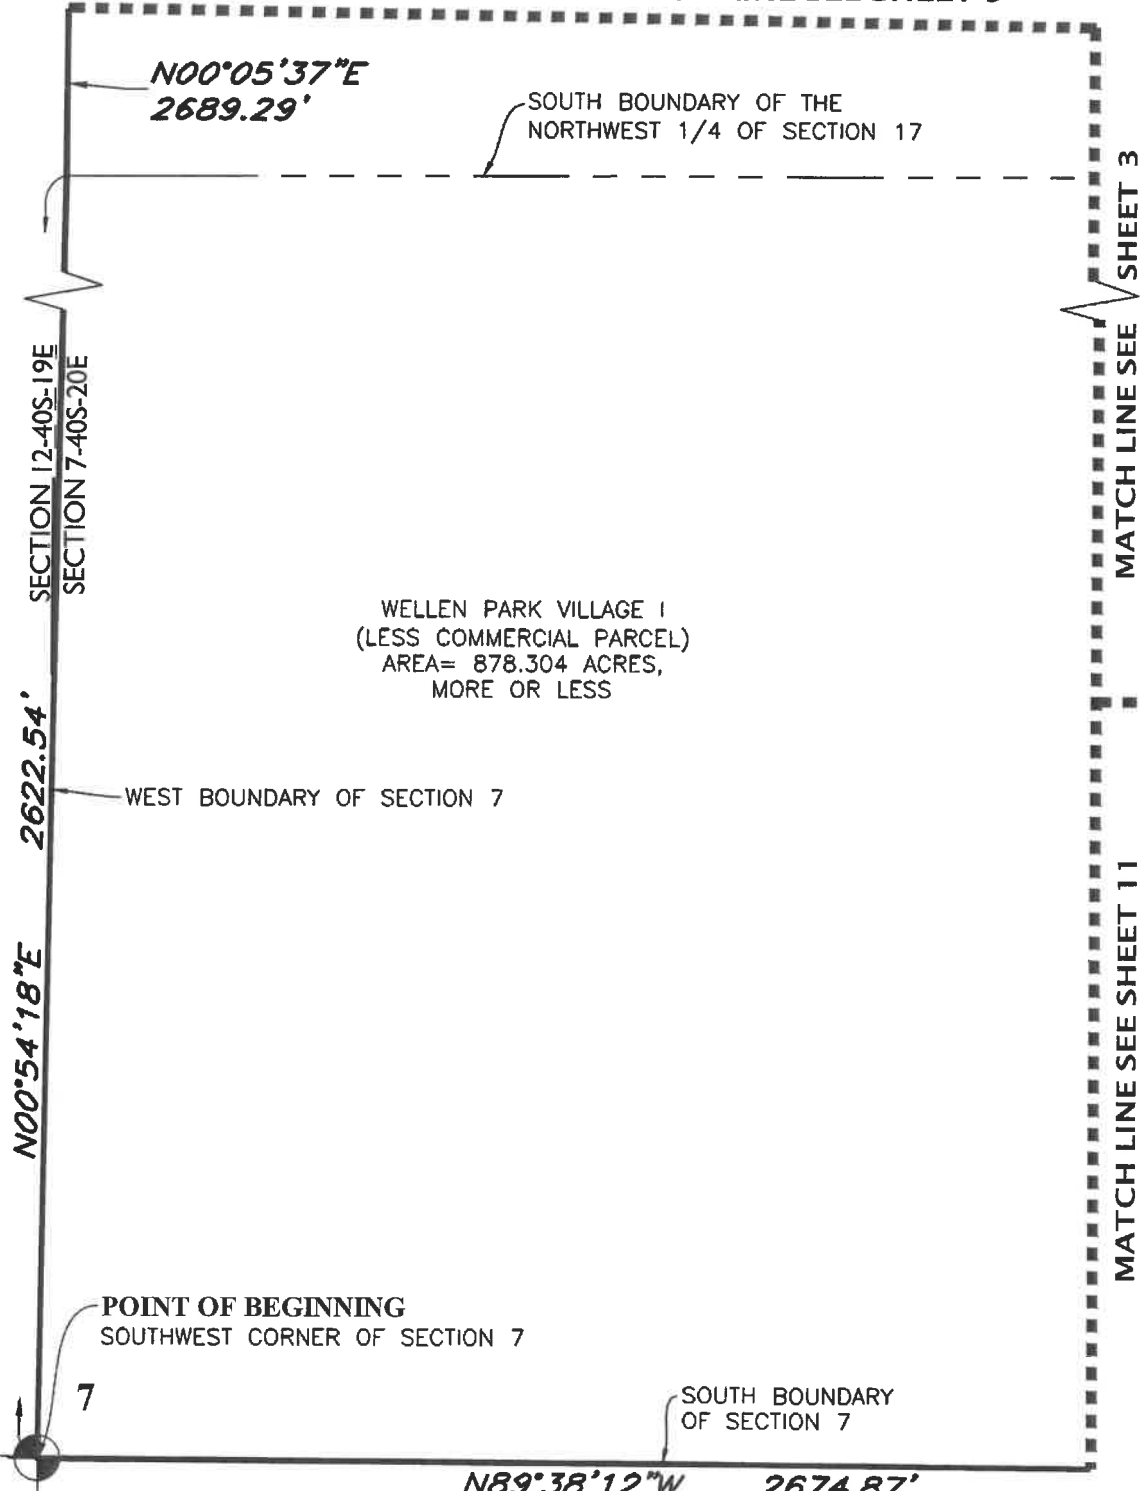 N00°05'37"E
2689.29'
SOUTH BOUNDARY OF THE
NORTHWEST 1/4 OF SECTION 17
MATCH LINE SEE SHEET 3
SECTION 12-40S-19E
SECTION 7-40S-20E
WELLEN PARK VILLAGE I
(LESS COMMERCIAL PARCEL)
AREA= 878.304 ACRES,
MORE OR LESS
N00°54'18"E 2622.54'
WEST BOUNDARY OF SECTION 7
MATCH LINE SEE SHEET 11
POINT OF BEGINNING
SOUTHWEST CORNER OF SECTION 7
7
SOUTH BOUNDARY
OF SECTION 7
N89°38'12"W 2674.87'